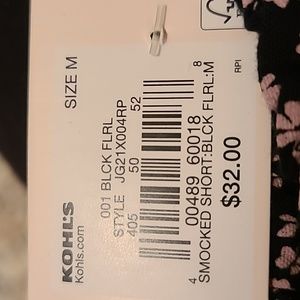 SIZE M
001 BLCK FLRL
STYLE JG21X004RP
405 50 52
4 00489 60018 8
SMOCKED SHORT:BLCK FLRL:M
$32.00
KOHL'S
Kohls.com
RPI